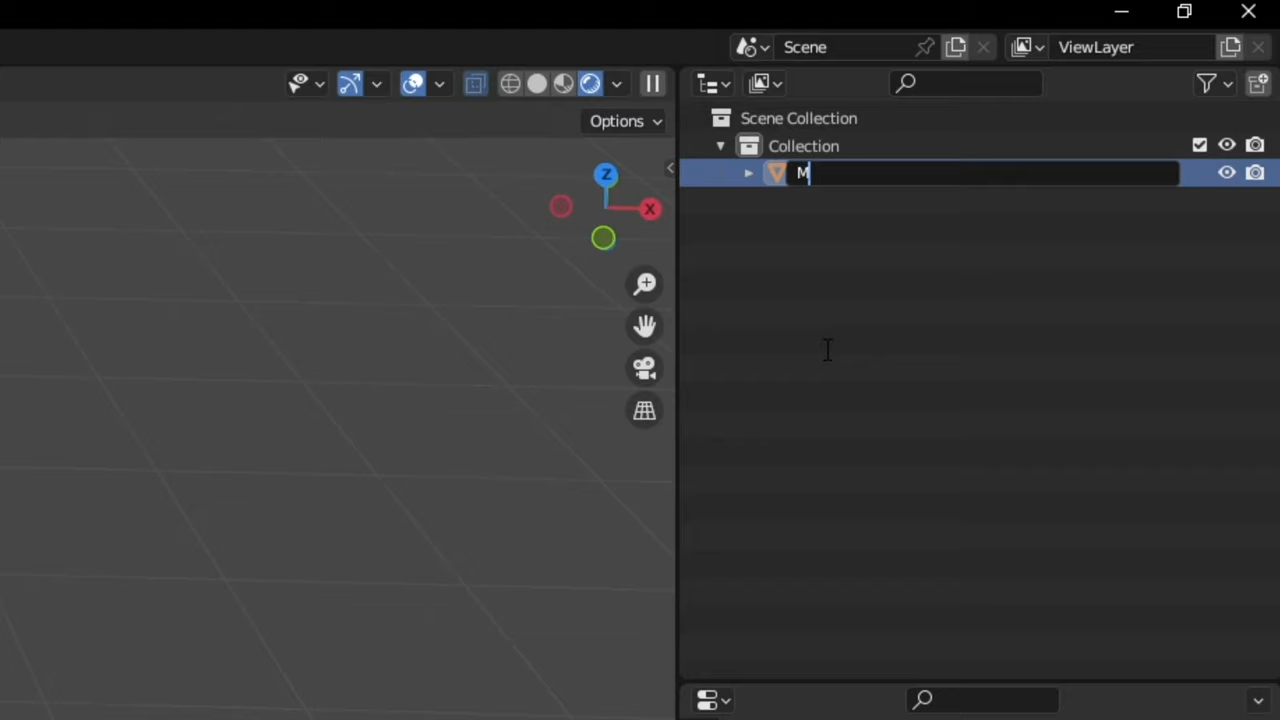 Scene
ViewLayer
Options
Scene Collection
Collection
M
Z
X